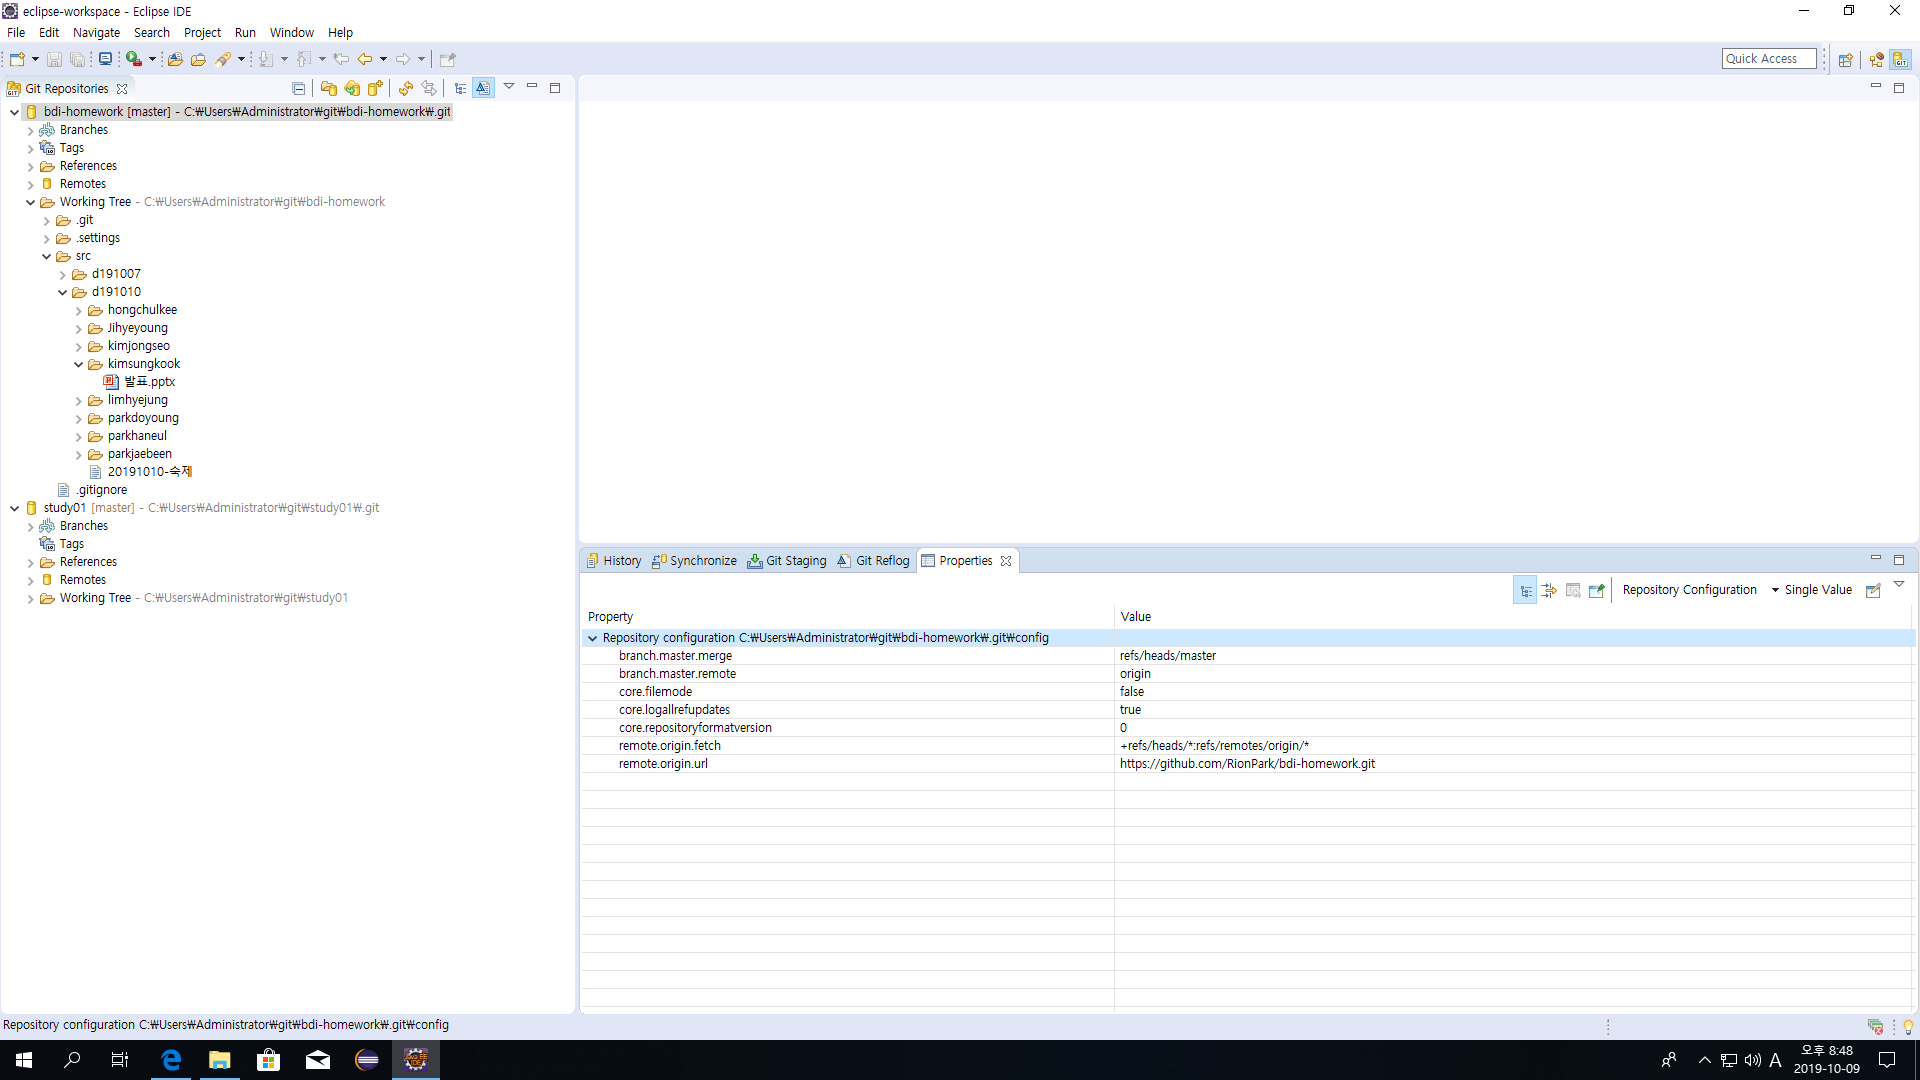 eclipse-workspace - Eclipse IDE
File Edit Navigate Search Project Run Window Help
Quick Access
Git Repositories
bdi-homework [master] - C:₩Users₩Administrator₩git₩bdi-homework₩.git
Branches
Tags
References
Remotes
Working Tree - C:₩Users₩Administrator₩git₩bdi-homework
.git
.settings
src
d191007
d191010
hongchulkee
Jihyeyoung
kimjongseo
kimsungkook
발표.pptx
limhyejung
parkdoyoung
parkhaneul
parkjaebeen
20191010-숙제
.gitignore
study01 [master] - C:₩Users₩Administrator₩git₩study01₩.git
Branches
Tags
References
Remotes
Working Tree - C:₩Users₩Administrator₩git₩study01
History Synchronize Git Staging Git Reflog Properties
Repository Configuration Single Value
Property Value
Repository configuration C:₩Users₩Administrator₩git₩bdi-homework₩.git₩config
branch.master.merge refs/heads/master
branch.master.remote origin
core.filemode false
core.logallrefupdates true
core.repositoryformatversion 0
remote.origin.fetch +refs/heads/*:refs/remotes/origin/*
remote.origin.url https://github.com/RionPark/bdi-homework.git
Repository configuration C:₩Users₩Administrator₩git₩bdi-homework₩.git₩config
A
오후 8:48
2019-10-09